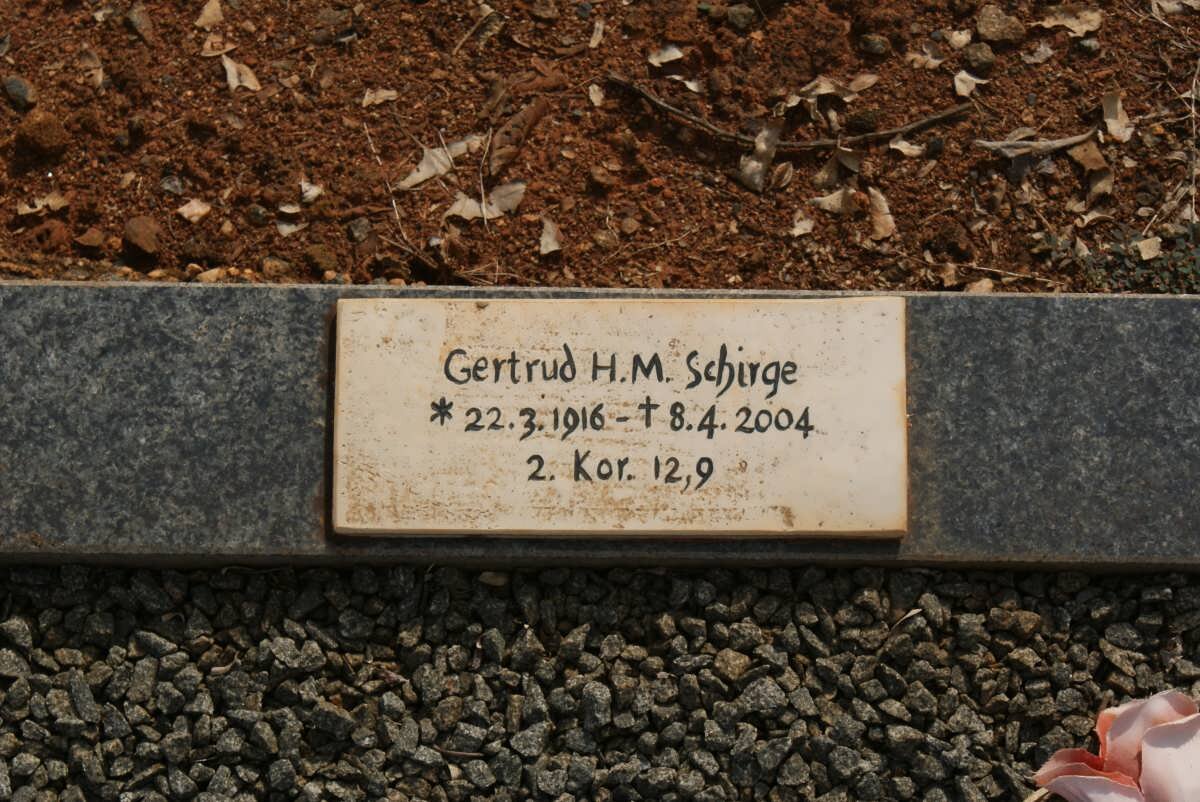 Gertrud H.M. Schirge
* 22.3.1916 - † 8.4.2004
2. Kor. 12,9